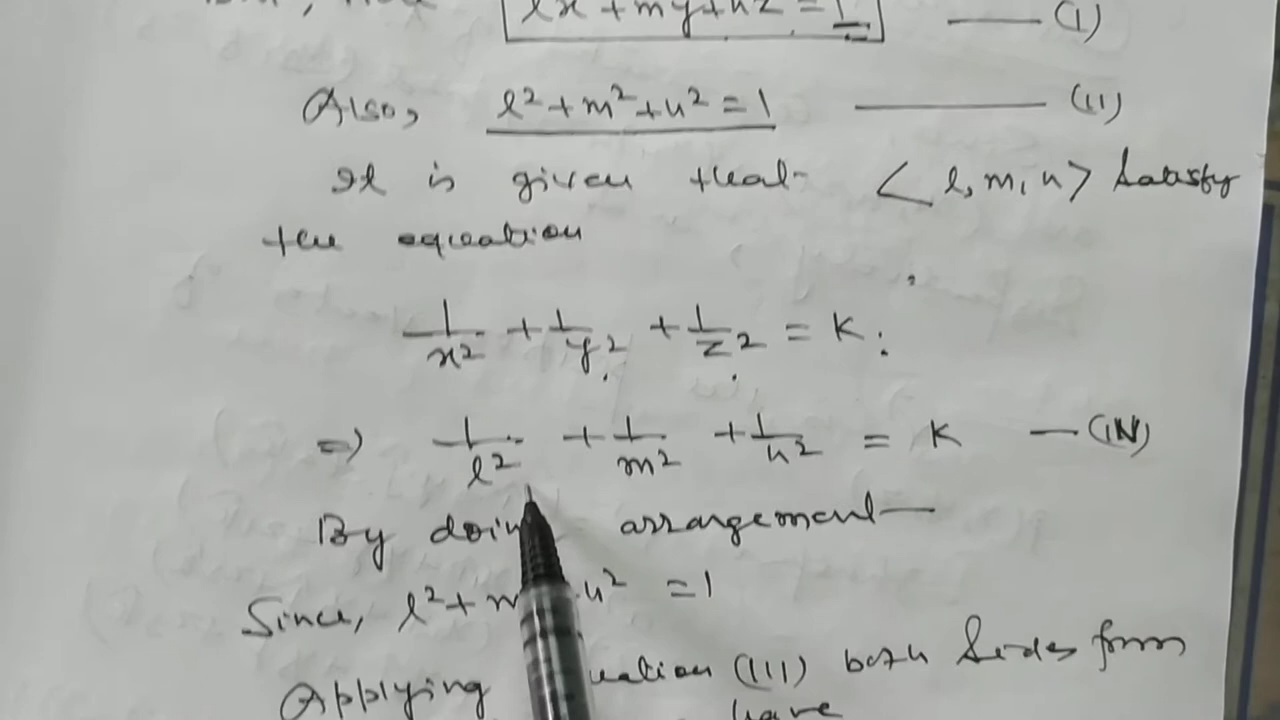 lx + my + nz = 1 —— (I)
Also, l² + m² + n² = 1 —— (II)
It is given that <l, m, n> satisfy
the equation
1/x² + 1/y² + 1/z² = K.
=) 1/l² + 1/m² + 1/n² = K —(IV)
By arrangement
Since, l² + n² = 1
Applying (III) both sides form
have